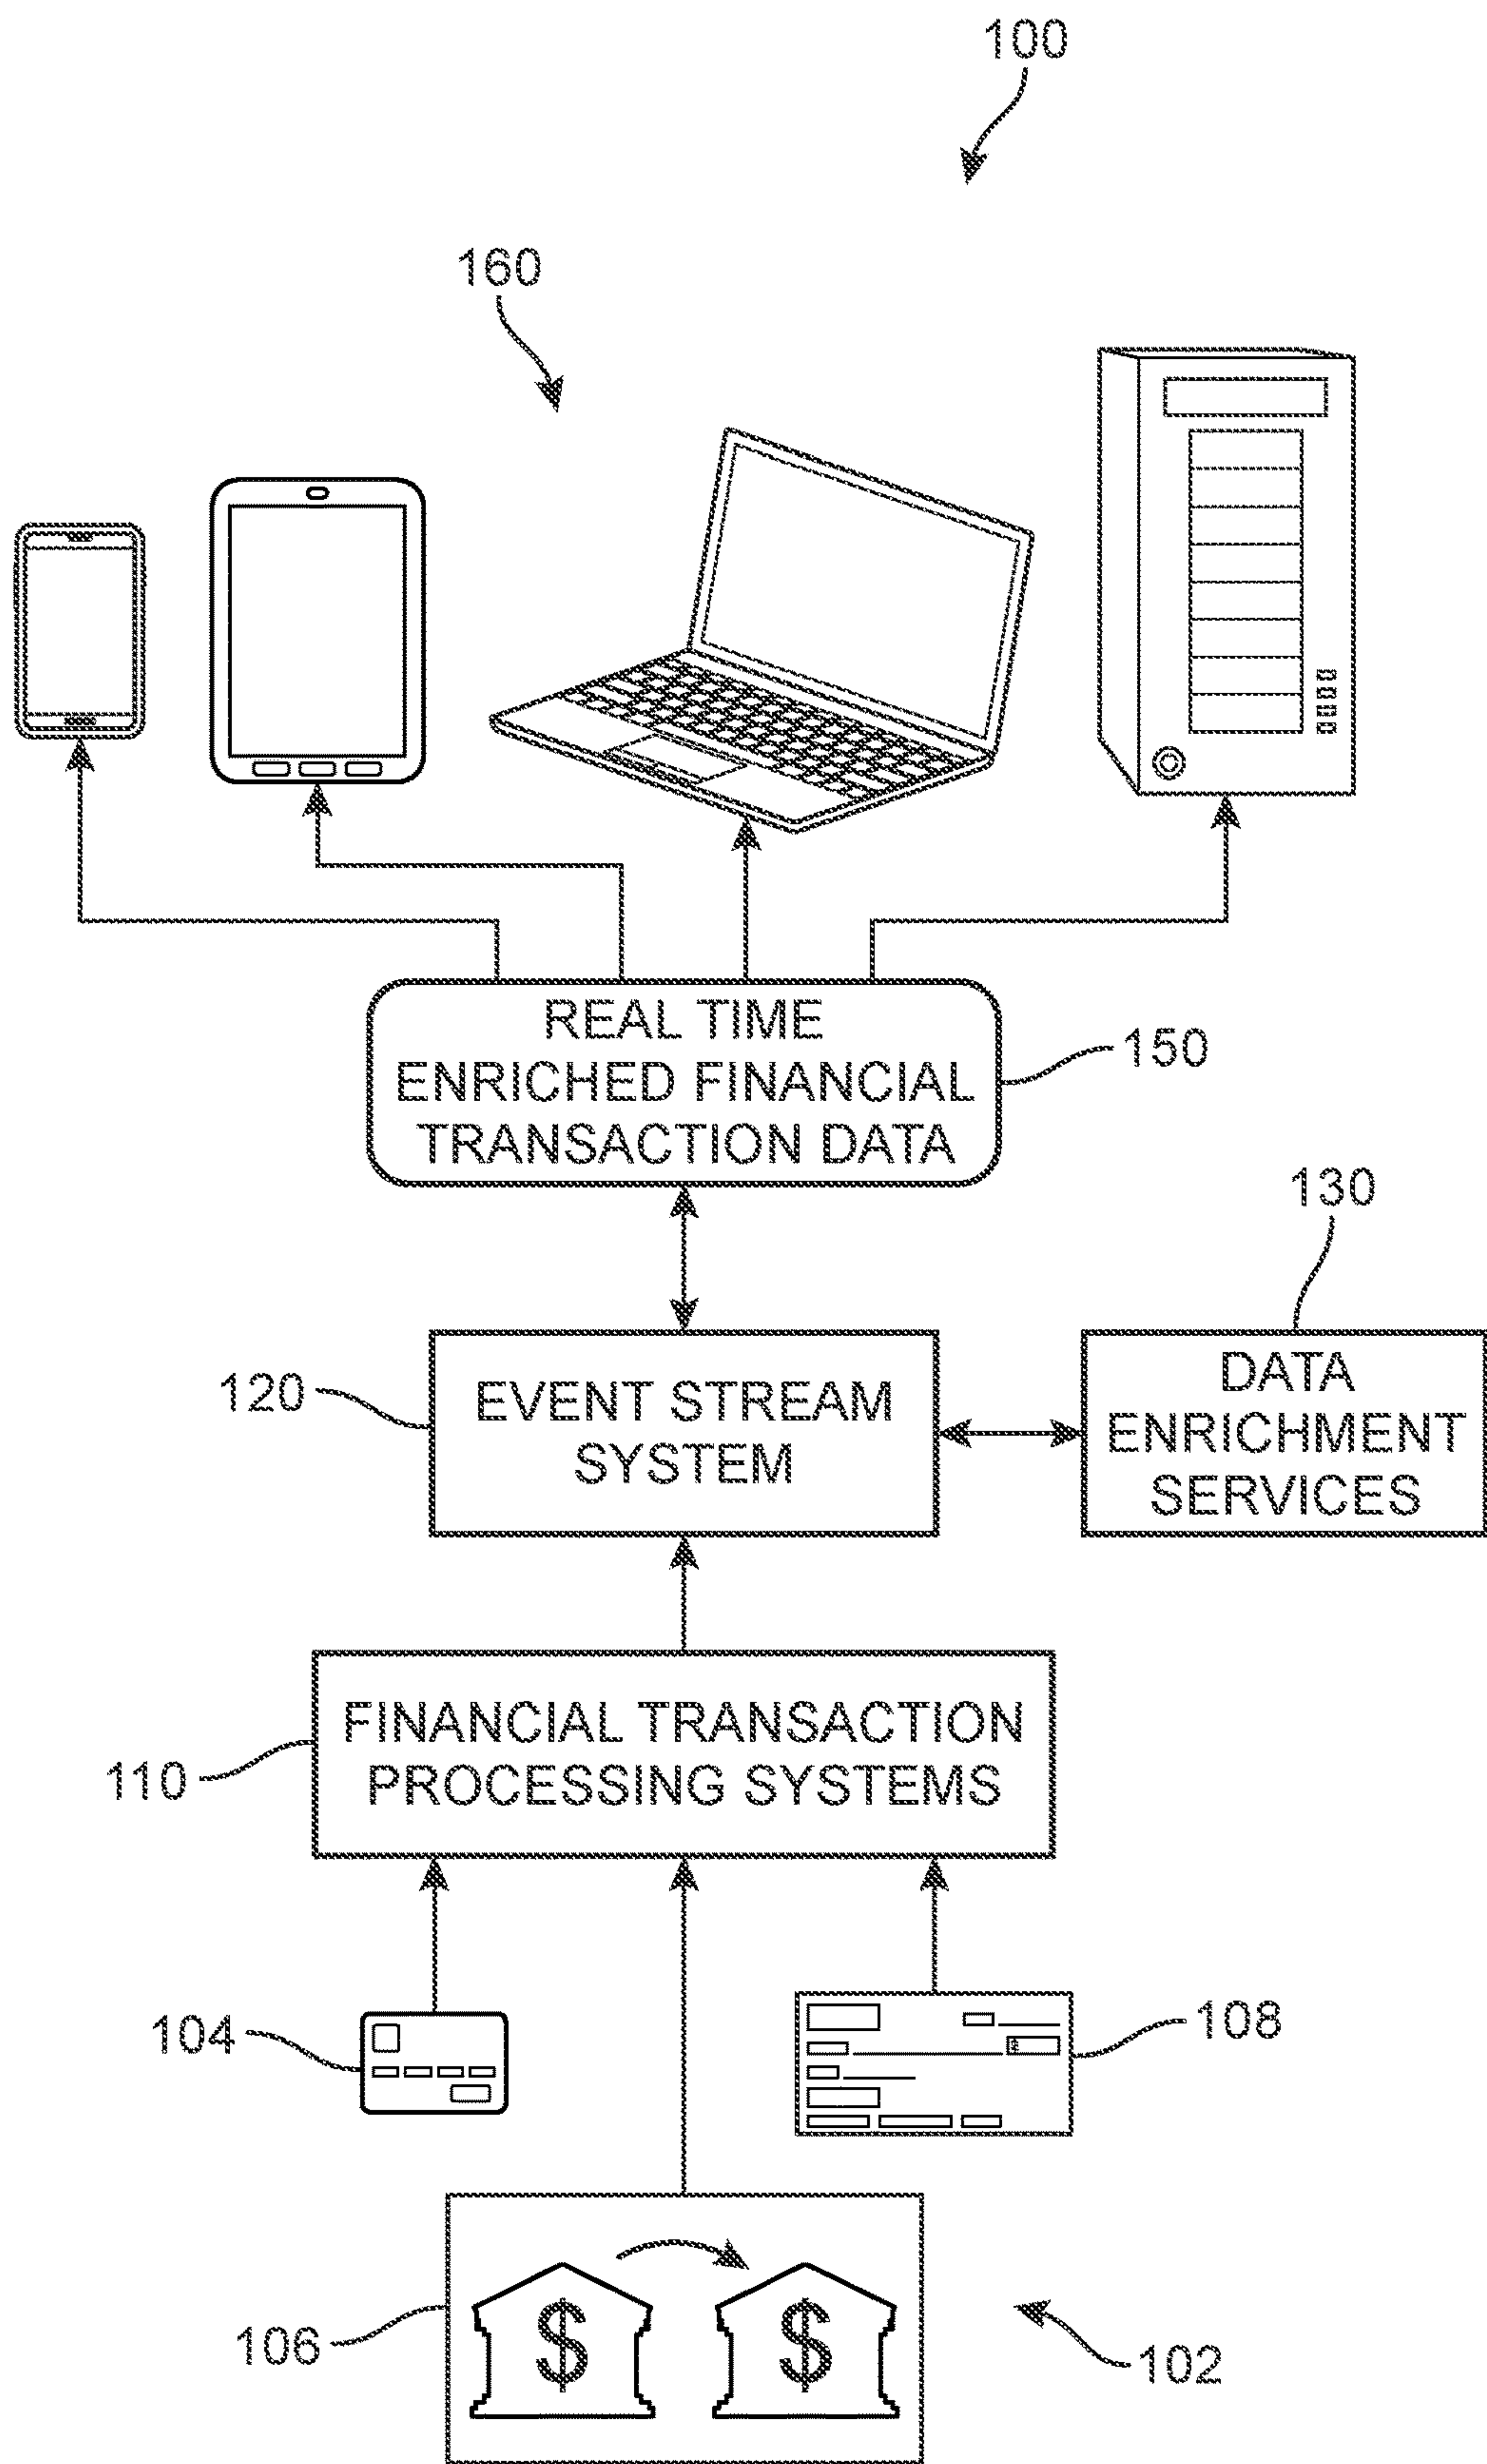 100
160
REAL TIME
ENRICHED FINANCIAL
TRANSACTION DATA
150
130
120
EVENT STREAM
SYSTEM
DATA
ENRICHMENT
SERVICES
110
FINANCIAL TRANSACTION
PROCESSING SYSTEMS
104
108
$
106
$
$
102